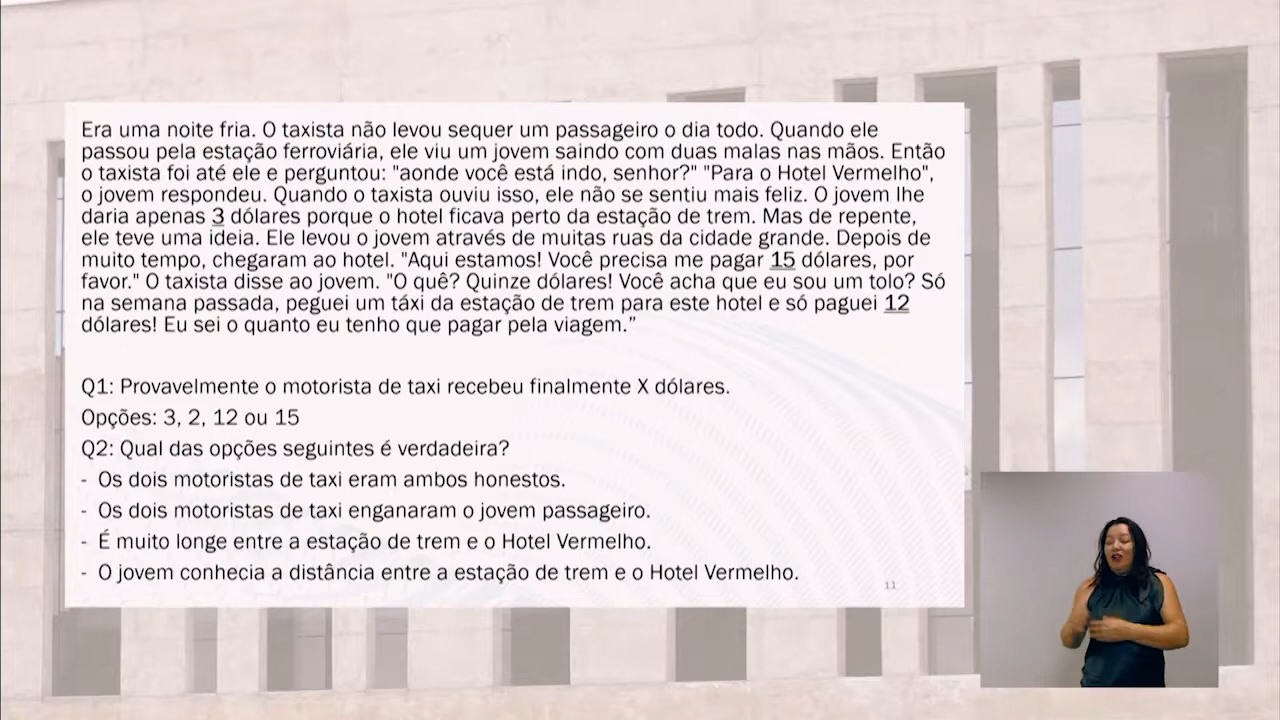 Era uma noite fria. O taxista não levou sequer um passageiro o dia todo. Quando ele
passou pela estação ferroviária, ele viu um jovem saindo com duas malas nas mãos. Então
o taxista foi até ele e perguntou: "aonde você está indo, senhor?" "Para o Hotel Vermelho",
o jovem respondeu. Quando o taxista ouviu isso, ele não se sentiu mais feliz. O jovem lhe
daria apenas 3 dólares porque o hotel ficava perto da estação de trem. Mas de repente,
ele teve uma ideia. Ele levou o jovem através de muitas ruas da cidade grande. Depois de
muito tempo, chegaram ao hotel. "Aqui estamos! Você precisa me pagar 15 dólares, por
favor." O taxista disse ao jovem. "O quê? Quinze dólares! Você acha que eu sou um tolo? Só
na semana passada, peguei um táxi da estação de trem para este hotel e só paguei 12
dólares! Eu sei o quanto eu tenho que pagar pela viagem.”
Q1: Provavelmente o motorista de taxi recebeu finalmente X dólares.
Opções: 3, 2, 12 ou 15
Q2: Qual das opções seguintes é verdadeira?
- Os dois motoristas de taxi eram ambos honestos.
- Os dois motoristas de taxi enganaram o jovem passageiro.
- É muito longe entre a estação de trem e o Hotel Vermelho.
- O jovem conhecia a distância entre a estação de trem e o Hotel Vermelho.
11